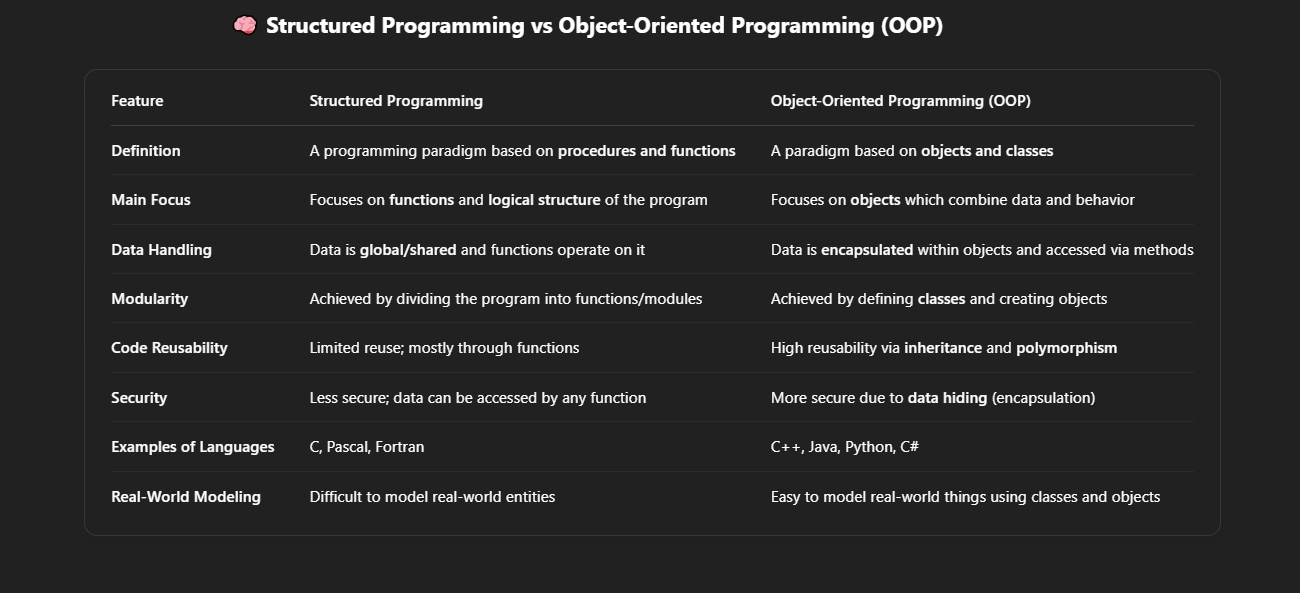 🧠 Structured Programming vs Object-Oriented Programming (OOP)
Feature Structured Programming Object-Oriented Programming (OOP)
Definition A programming paradigm based on procedures and functions A paradigm based on objects and classes
Main Focus Focuses on functions and logical structure of the program Focuses on objects which combine data and behavior
Data Handling Data is global/shared and functions operate on it Data is encapsulated within objects and accessed via methods
Modularity Achieved by dividing the program into functions/modules Achieved by defining classes and creating objects
Code Reusability Limited reuse; mostly through functions High reusability via inheritance and polymorphism
Security Less secure; data can be accessed by any function More secure due to data hiding (encapsulation)
Examples of Languages C, Pascal, Fortran C++, Java, Python, C#
Real-World Modeling Difficult to model real-world entities Easy to model real-world things using classes and objects